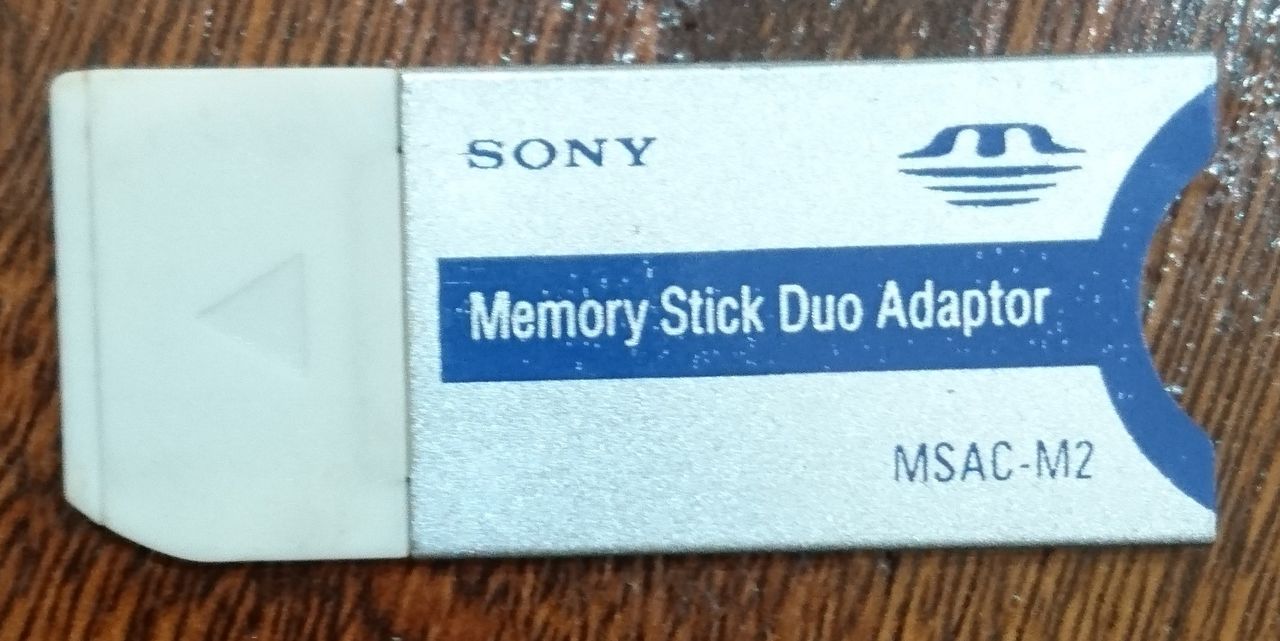 SONY
Memory Stick Duo Adaptor
MSAC-M2